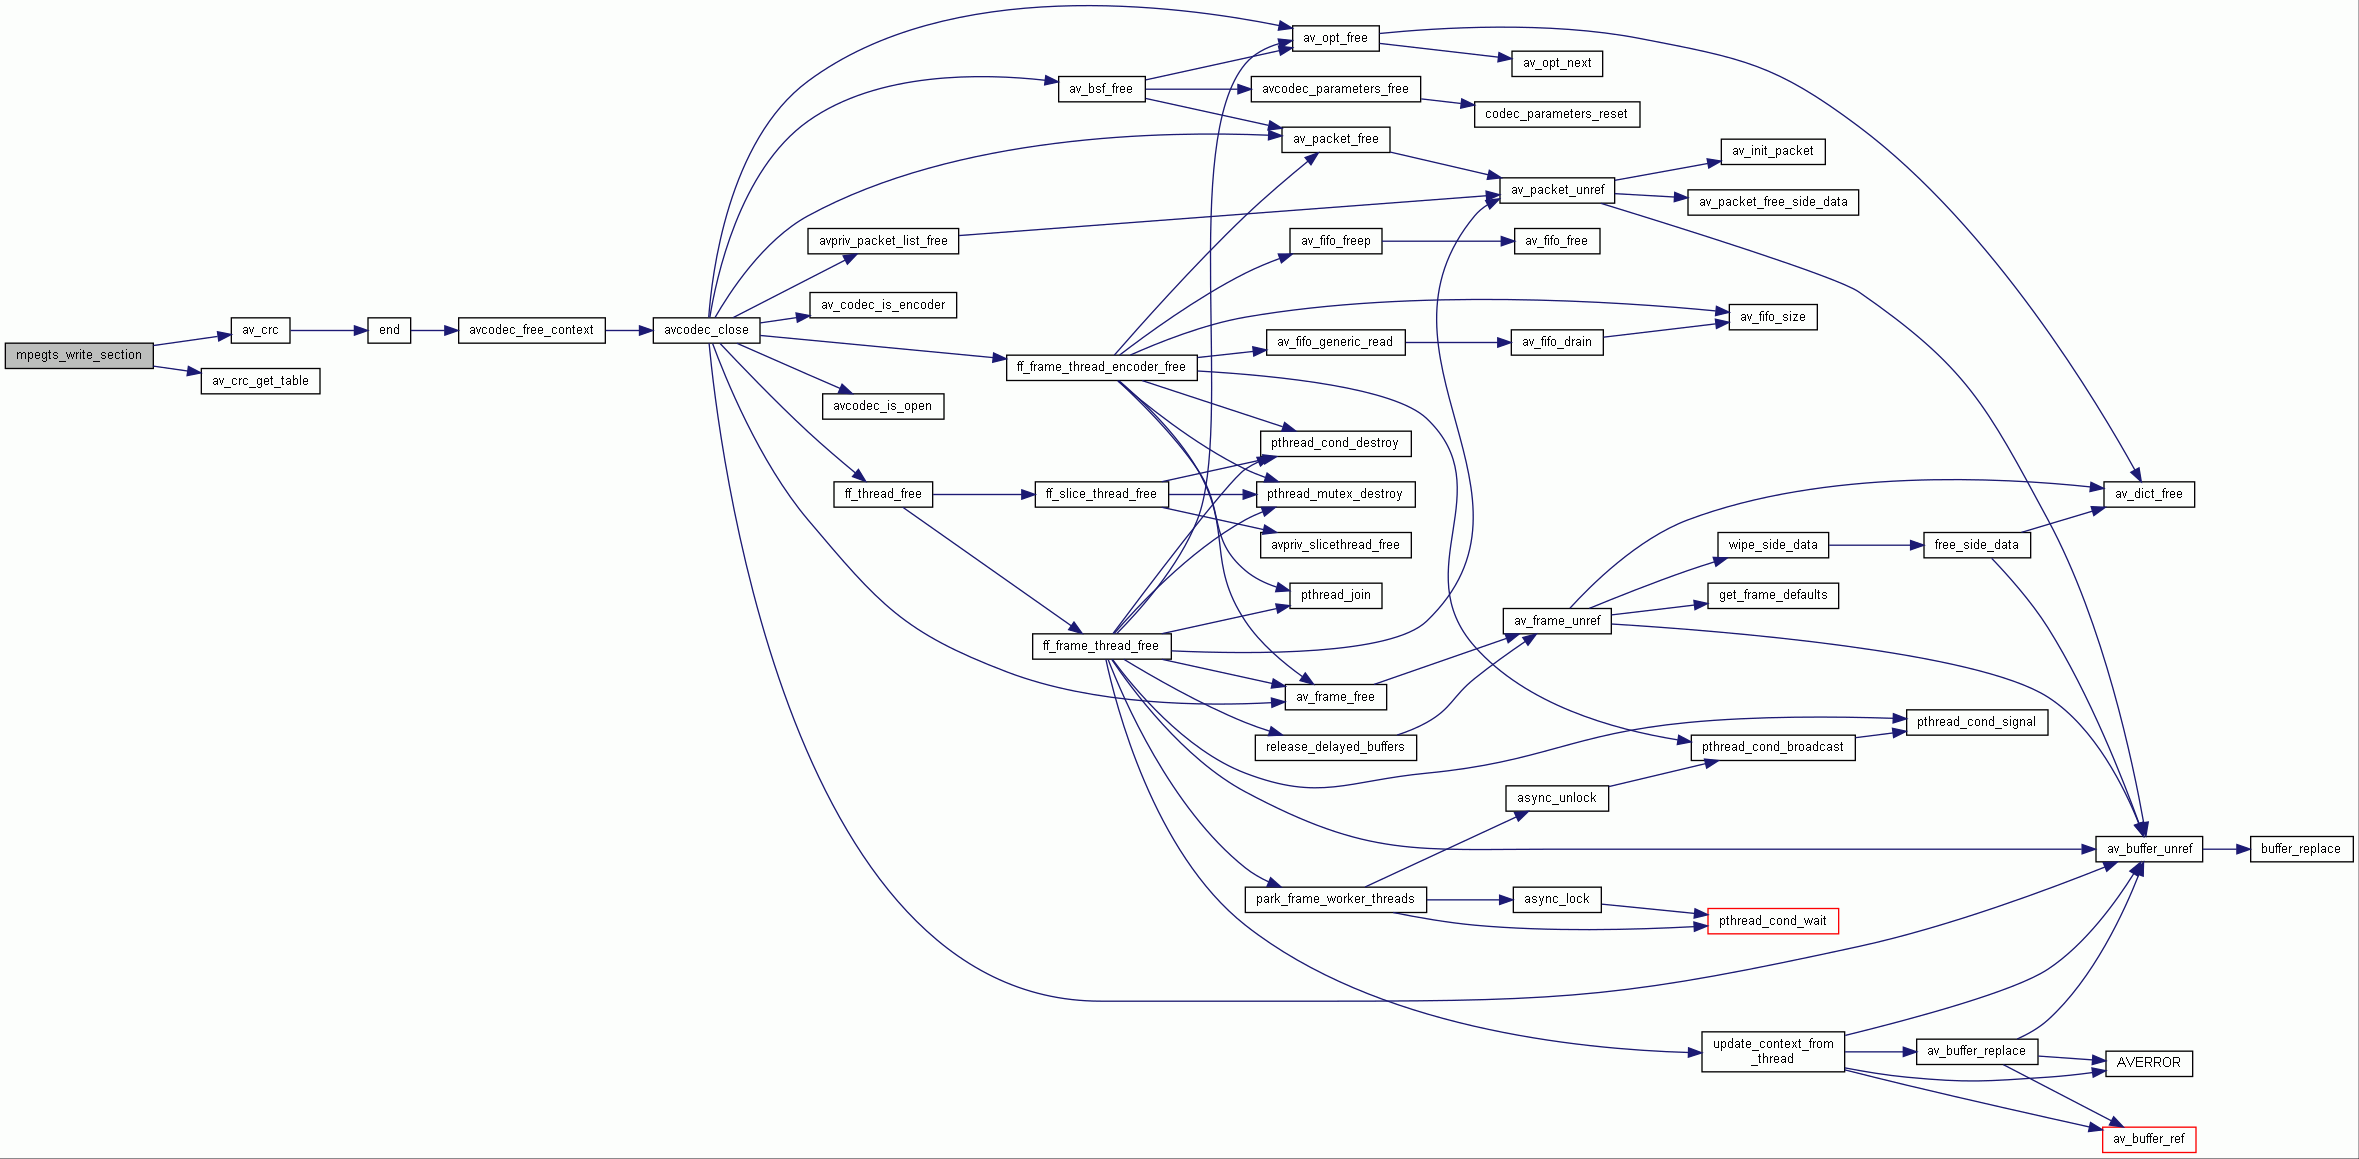 mpegts_write_section
av_crc
av_crc_get_table
end
avcodec_free_context
avcodec_close
av_bsf_free
avpriv_packet_list_free
av_codec_is_encoder
ff_frame_thread_encoder_free
avcodec_is_open
ff_thread_free
ff_slice_thread_free
ff_frame_thread_free
av_opt_free
avcodec_parameters_free
av_packet_free
av_fifo_freep
av_fifo_generic_read
pthread_cond_destroy
pthread_mutex_destroy
avpriv_slicethread_free
pthread_join
av_frame_free
release_delayed_buffers
park_frame_worker_threads
av_opt_next
codec_parameters_reset
av_packet_unref
av_fifo_free
av_fifo_drain
av_frame_unref
async_unlock
async_lock
av_init_packet
av_packet_free_side_data
av_fifo_size
wipe_side_data
get_frame_defaults
pthread_cond_broadcast
pthread_cond_wait
update_context_from
_thread
free_side_data
pthread_cond_signal
av_buffer_replace
av_dict_free
av_buffer_unref
AVERROR
av_buffer_ref
buffer_replace